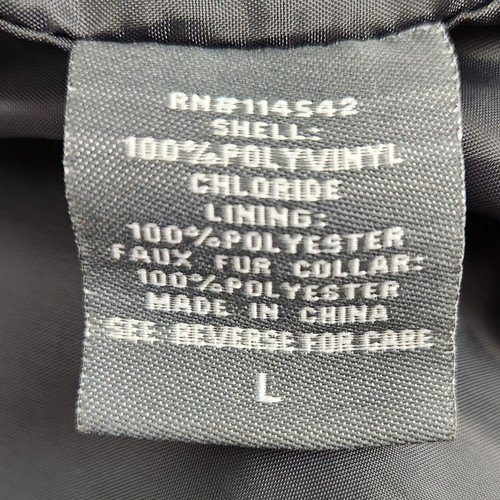 RN#114542
SHELL:
100%POLYVINYL
CHLORIDE
LINING:
100%POLYESTER
FAUX FUR COLLAR:
100%POLYESTER
MADE IN CHINA
SEE REVERSE FOR CARE
L